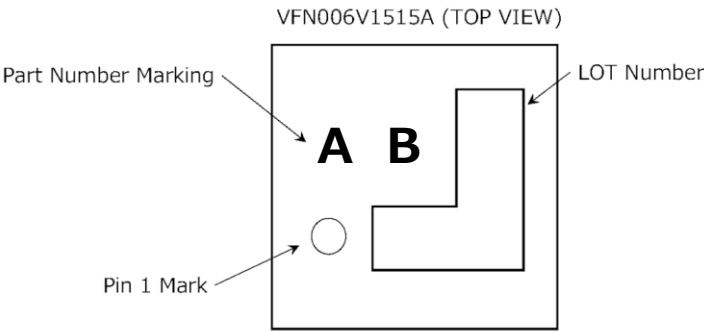 VFN006V1515A (TOP VIEW)
Part Number Marking
LOT Number
A B
Pin 1 Mark